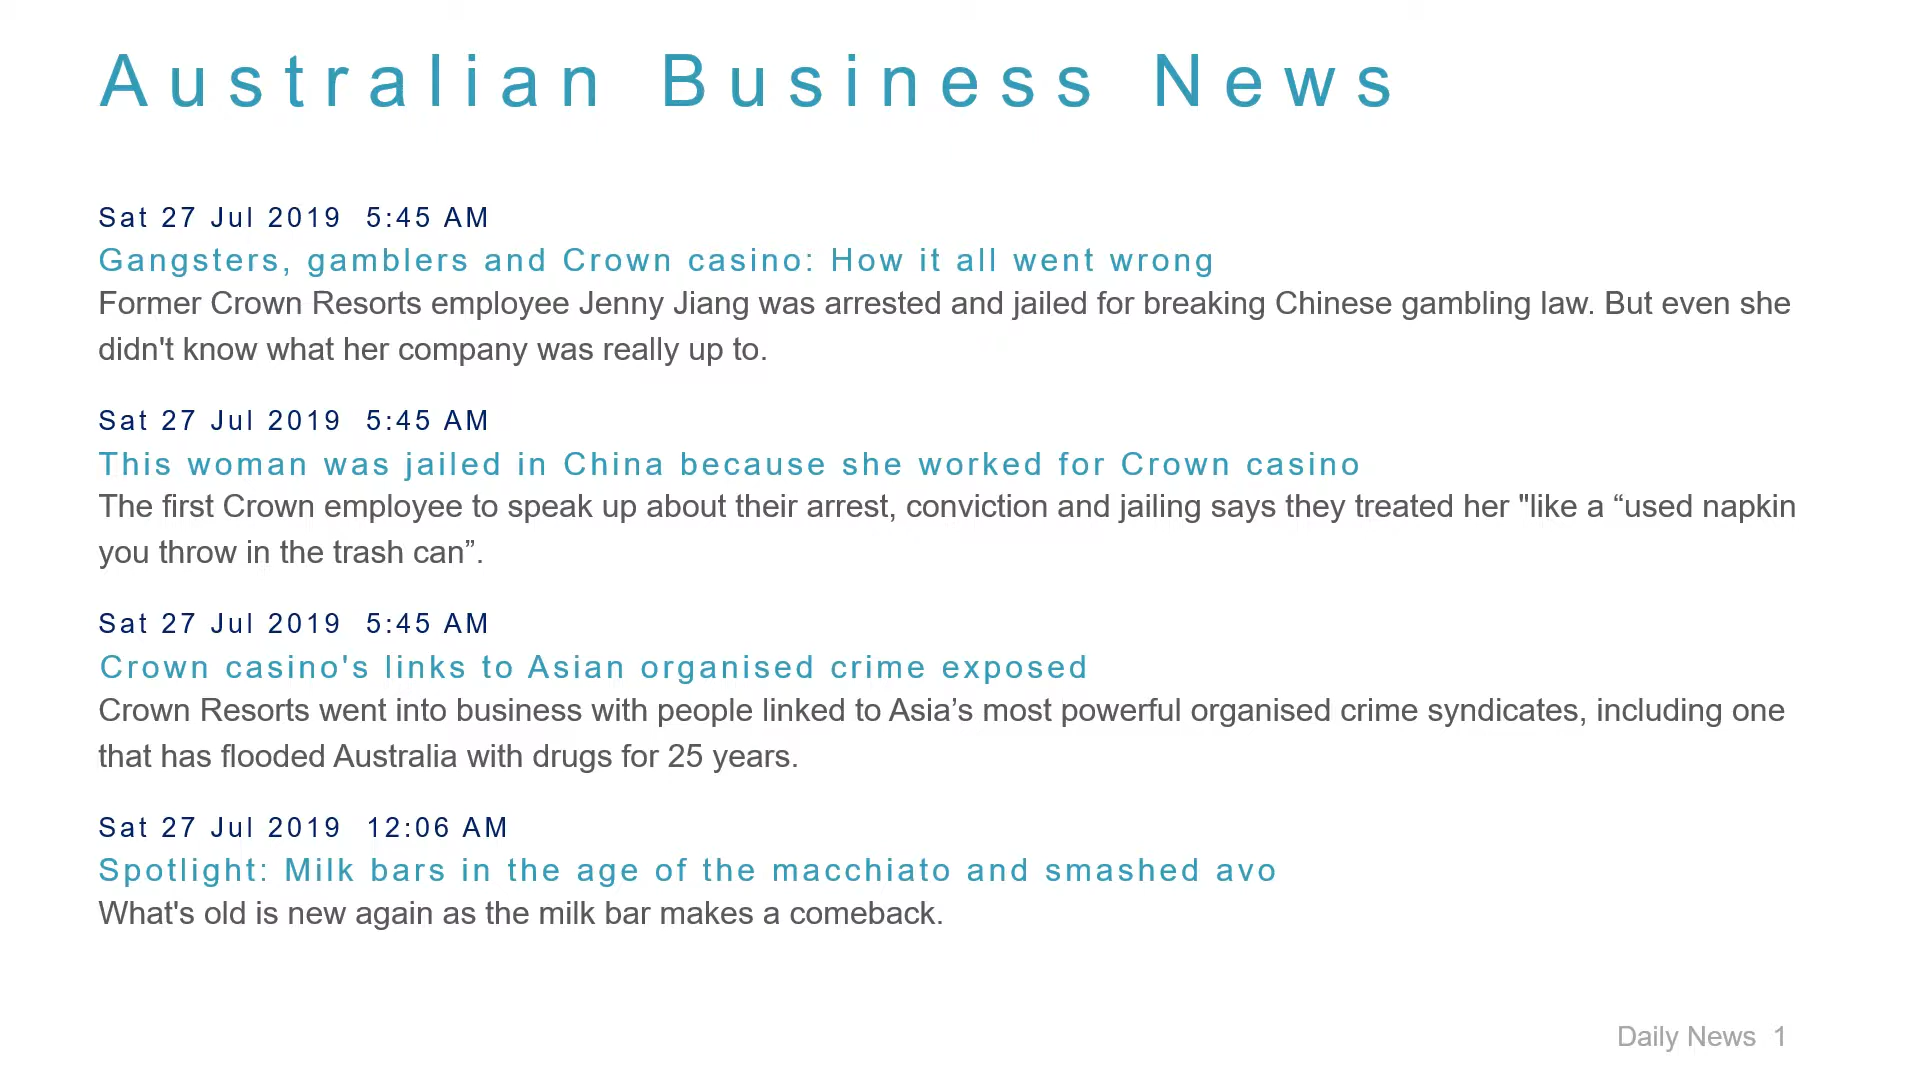 Australian Business News
Sat 27 Jul 2019 5:45 AM
Gangsters, gamblers and Crown casino: How it all went wrong
Former Crown Resorts employee Jenny Jiang was arrested and jailed for breaking Chinese gambling law. But even she
didn't know what her company was really up to.
Sat 27 Jul 2019 5:45 AM
This woman was jailed in China because she worked for Crown casino
The first Crown employee to speak up about their arrest, conviction and jailing says they treated her "like a “used napkin
you throw in the trash can”.
Sat 27 Jul 2019 5:45 AM
Crown casino's links to Asian organised crime exposed
Crown Resorts went into business with people linked to Asia’s most powerful organised crime syndicates, including one
that has flooded Australia with drugs for 25 years.
Sat 27 Jul 2019 12:06 AM
Spotlight: Milk bars in the age of the macchiato and smashed avo
What's old is new again as the milk bar makes a comeback.
Daily News 1